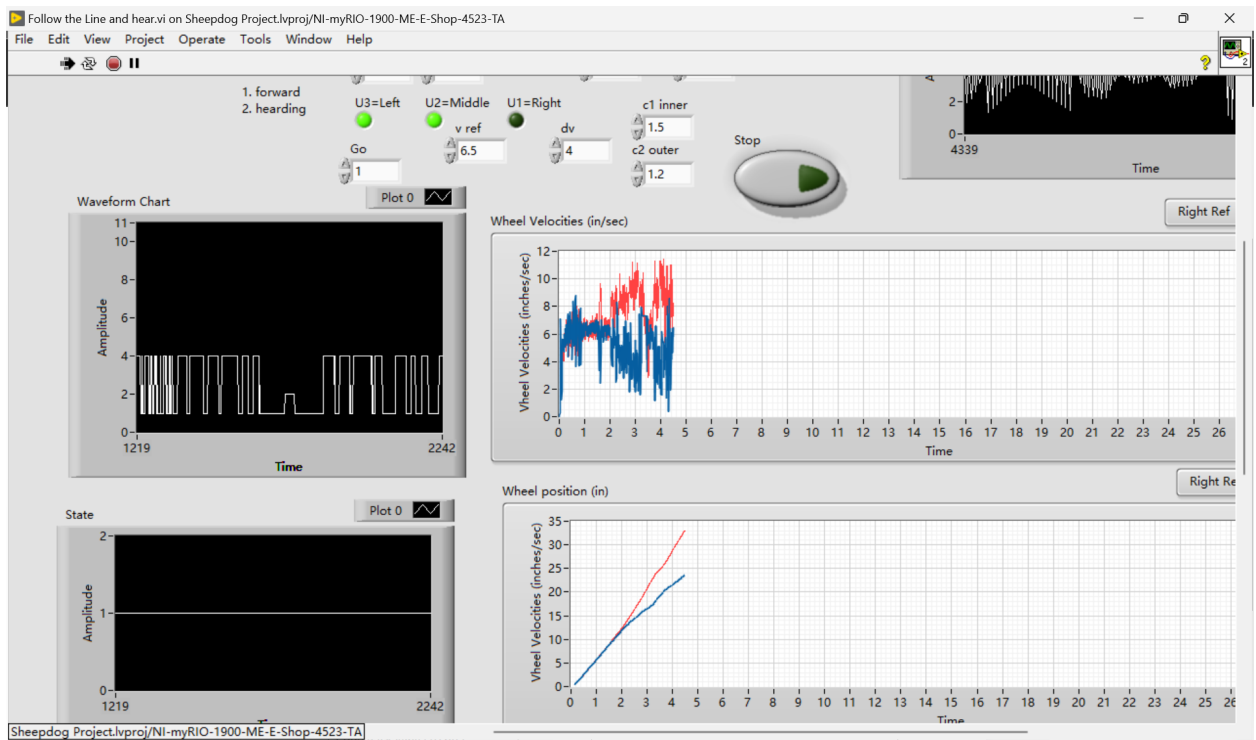 Follow the Line and hear.vi on Sheepdog Project.lvproj/NI-myRIO-1900-ME-E-Shop-4523-TA
File Edit View Project Operate Tools Window Help
?
2
1. forward
2. hearding
U3=Left U2=Middle U1=Right
c1 inner
1.5
v ref
6.5
dv
4
c2 outer
1.2
Go
1
Stop
2
0
4339
Time
Waveform Chart
Plot 0
11
10
8
6
4
2
0
Amplitude
1219 2242
Time
Wheel Velocities (in/sec)
Right Ref
12
10
8
6
4
2
0
Vheel Velocities (inches/sec)
0 1 2 3 4 5 6 7 8 9 10 11 12 13 14 15 16 17 18 19 20 21 22 23 24 25 26
Time
State
Plot 0
2
1
0
Amplitude
1219 2242
Wheel position (in)
Right Re
35
30
25
20
15
10
5
0
Vheel Velocities (inches/sec)
0 1 2 3 4 5 6 7 8 9 10 11 12 13 14 15 16 17 18 19 20 21 22 23 24 25 26
Time
Sheepdog Project.lvproj/NI-myRIO-1900-ME-E-Shop-4523-TA